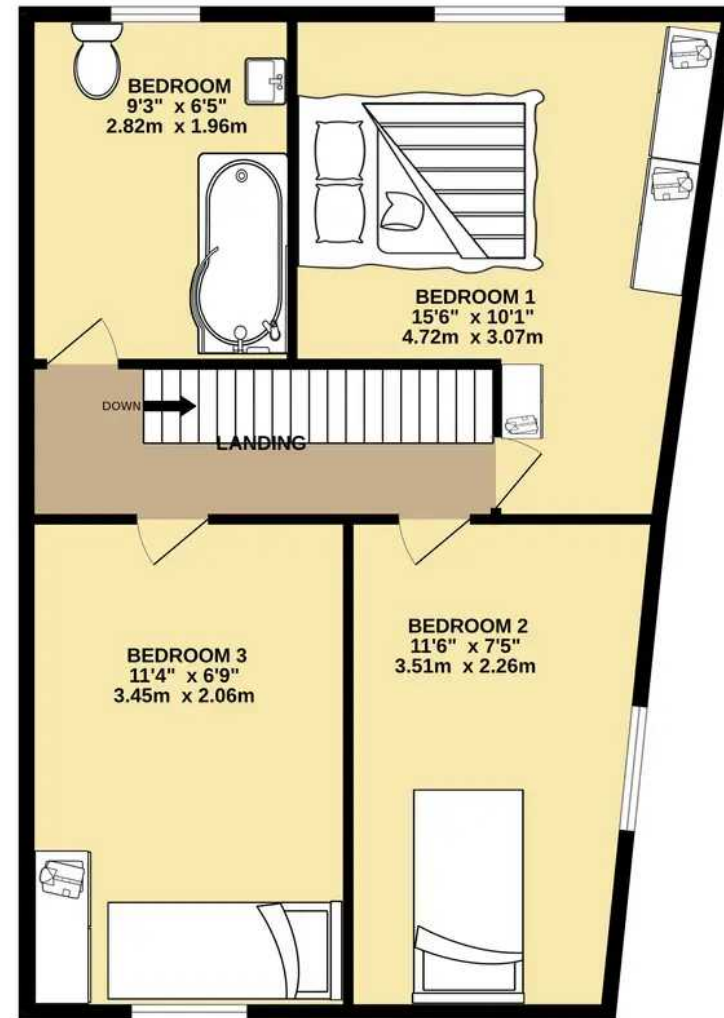 BEDROOM
9'3" x 6'5"
2.82m x 1.96m
BEDROOM 1
15'6" x 10'1"
4.72m x 3.07m
DOWN
LANDING
BEDROOM 3
11'4" x 6'9"
3.45m x 2.06m
BEDROOM 2
11'6" x 7'5"
3.51m x 2.26m